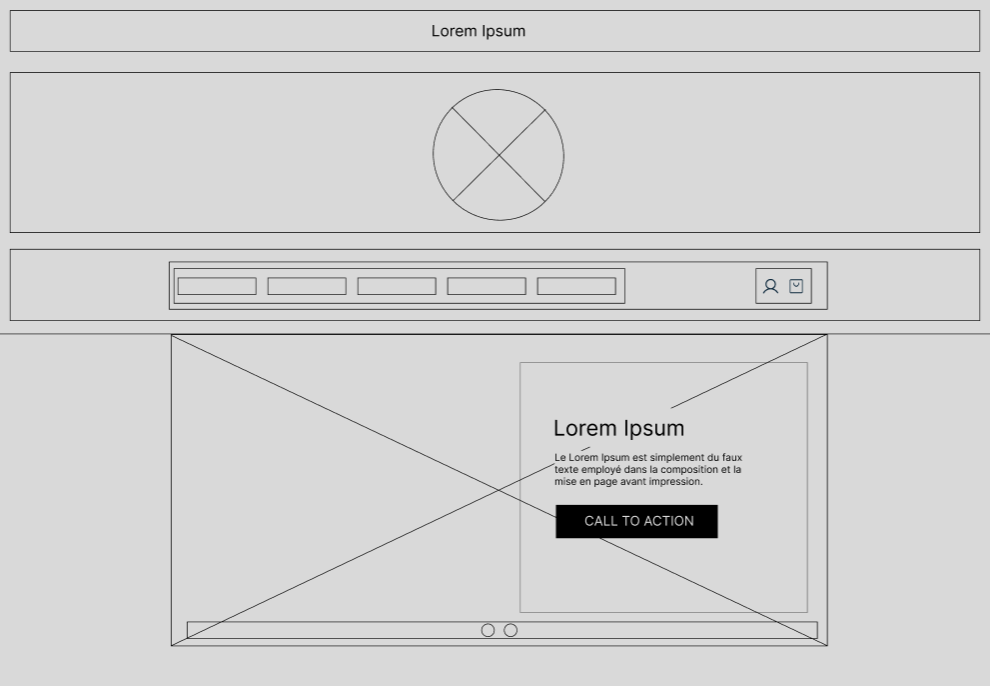 Lorem Ipsum
Lorem Ipsum
Le Lorem Ipsum est simplement du faux
texte employé dans la composition et la
mise en page avant impression.
CALL TO ACTION